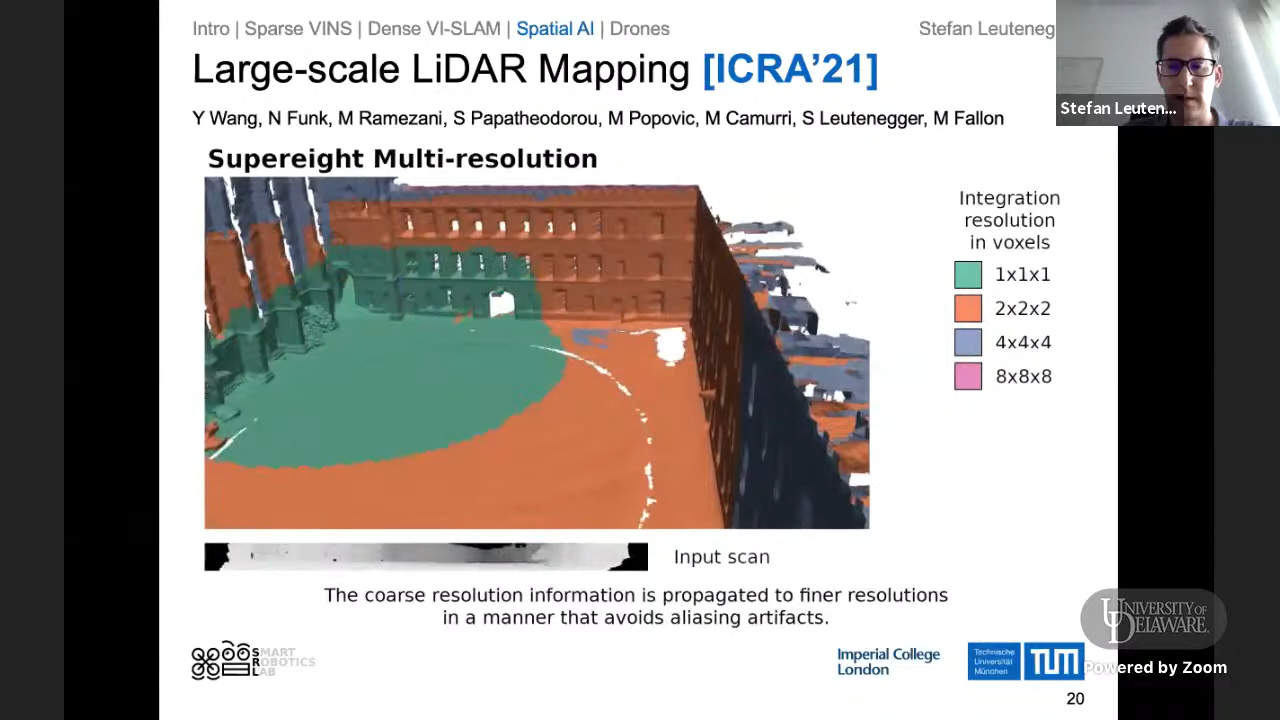 Intro | Sparse VINS | Dense VI-SLAM | Spatial AI | Drones
Stefan Leuteneg
Large-scale LiDAR Mapping [ICRA'21]
Stefan Leuten...
Y Wang, N Funk, M Ramezani, S Papatheodorou, M Popovic, M Camurri, S Leutenegger, M Fallon
Supereight Multi-resolution
Integration
resolution
in voxels
1x1x1
2x2x2
4x4x4
8x8x8
Input scan
The coarse resolution information is propagated to finer resolutions
in a manner that avoids aliasing artifacts.
UNIVERSITY OF
DELAWARE
SMART
ROBOTICS
LAB
Imperial College
London
Technische
Universität
München
TUM
Powered by Zoom
20